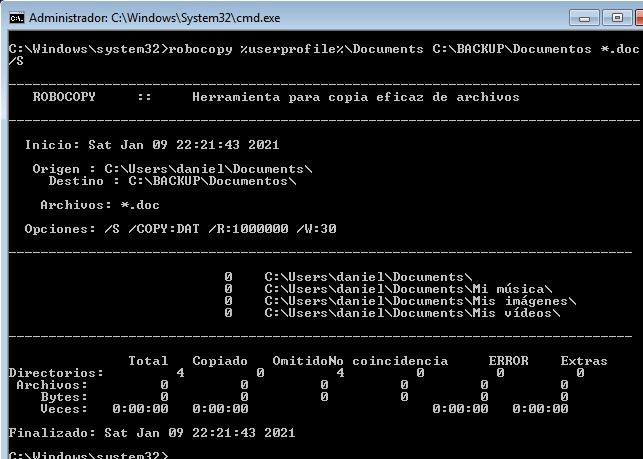 Administrador: C:\Windows\System32\cmd.exe
C:\Windows\system32>robocopy %userprofile%\Documents C:\BACKUP\Documentos *.doc
/S
-------------------------------------------------------------------------------
   ROBOCOPY     ::     Herramienta para copia eficaz de archivos
-------------------------------------------------------------------------------
  Inicio: Sat Jan 09 22:21:43 2021
   Origen : C:\Users\daniel\Documents\
     Destino : C:\BACKUP\Documentos\
    Archivos: *.doc
  Opciones: /S /COPY:DAT /R:1000000 /W:30
------------------------------------------------------------------------------
                           0    C:\Users\daniel\Documents\
                           0    C:\Users\daniel\Documents\Mi música\
                           0    C:\Users\daniel\Documents\Mis imágenes\
                           0    C:\Users\daniel\Documents\Mis vídeos\
------------------------------------------------------------------------------
               Total   Copiado   OmitidoNo coincidencia     ERROR    Extras
Directorios:         4         0         4         0         0         0
 Archivos:         0         0         0         0         0         0
    Bytes:         0         0         0         0         0         0
    Veces:   0:00:00   0:00:00                       0:00:00   0:00:00
Finalizado: Sat Jan 09 22:21:43 2021
C:\Windows\system32>